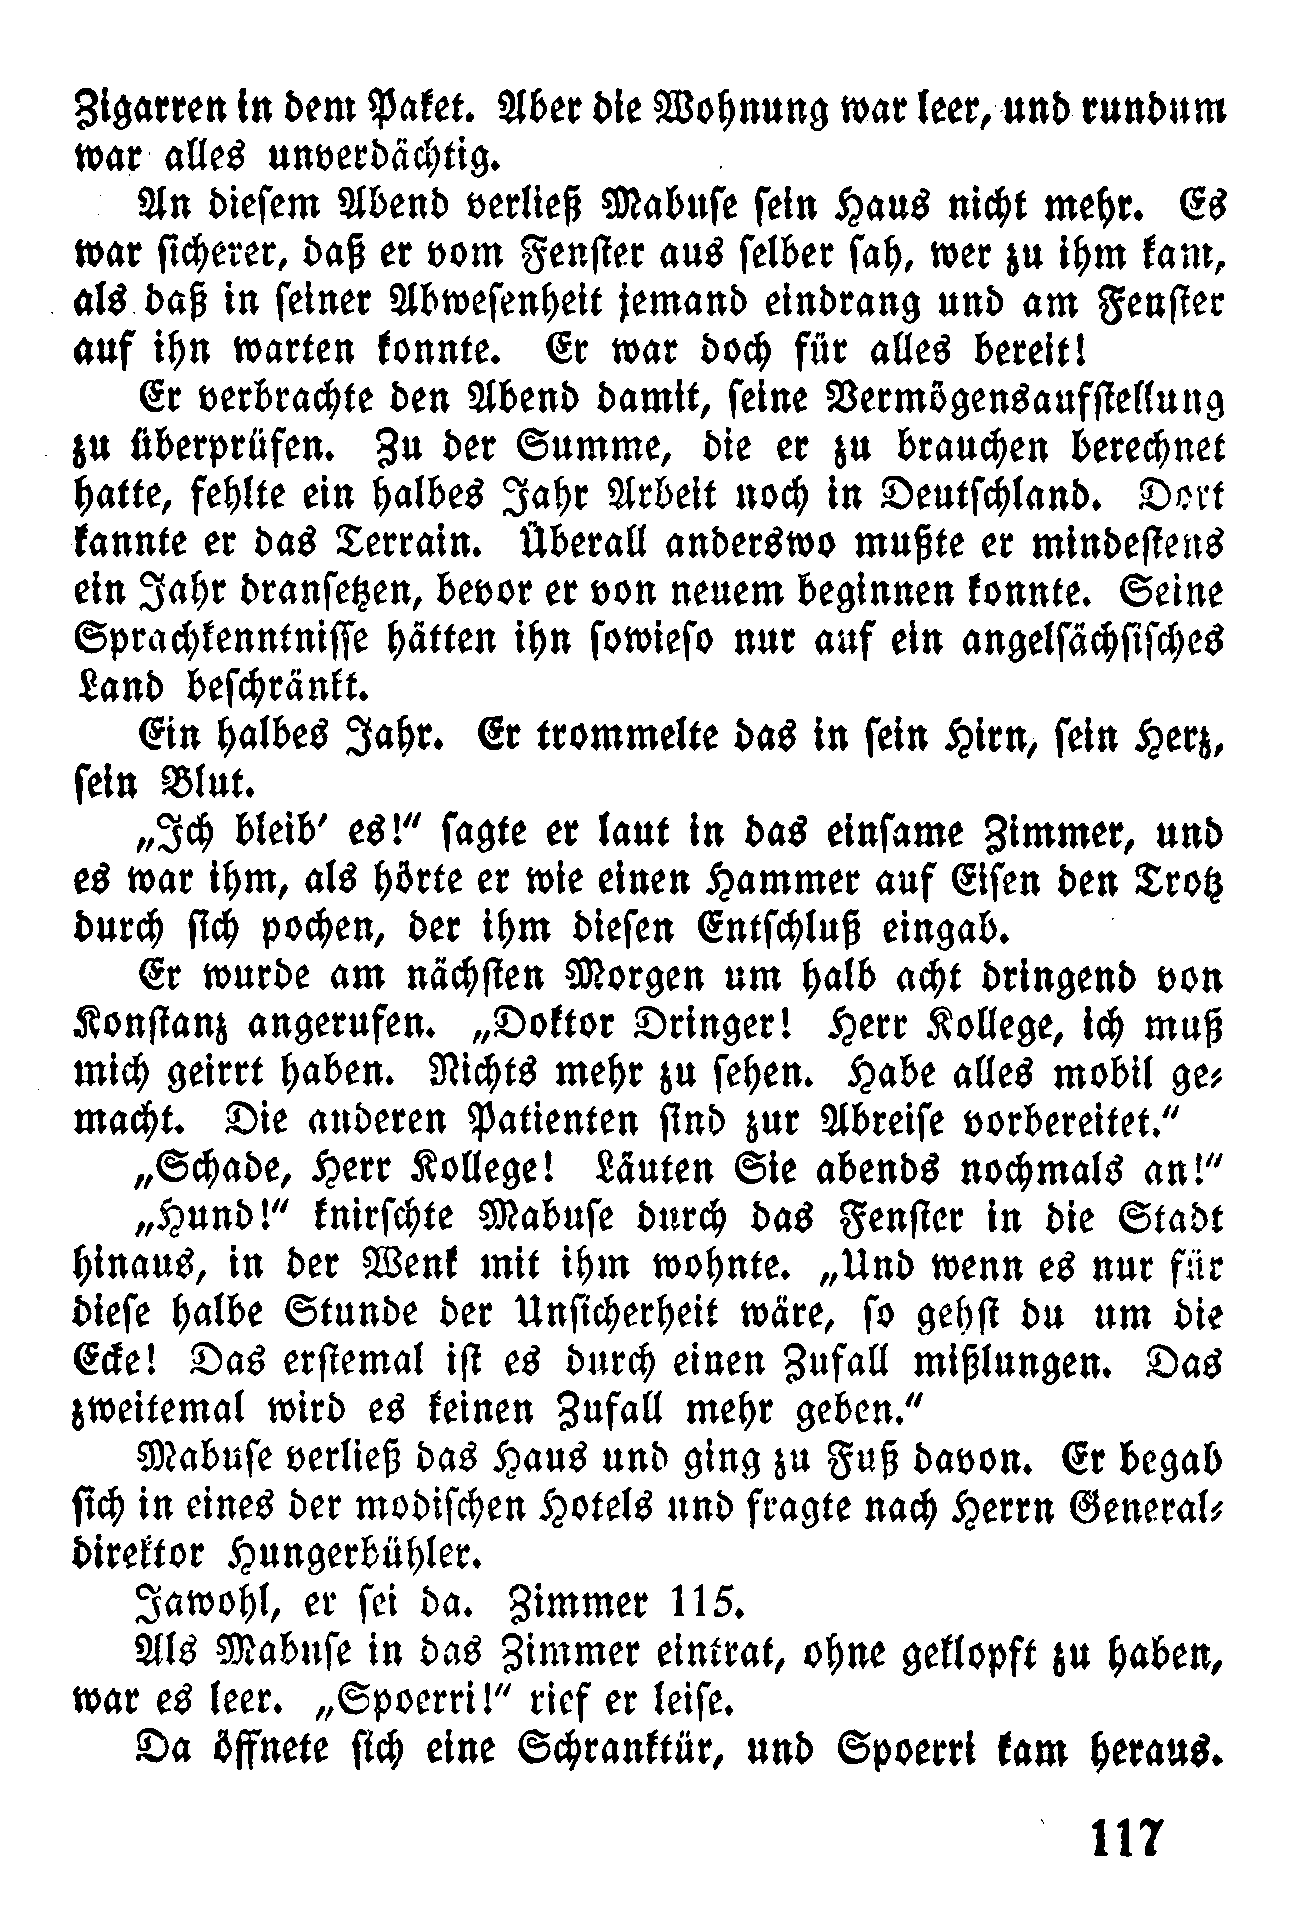 Zigarren in dem Paket. Aber die Wohnung war leer, und rundum
war alles unverdächtig.
An diesem Abend verließ Mabuse sein Haus nicht mehr. Es
war sicherer, daß er vom Fenster aus selber sah, wer zu ihm kam,
als daß in seiner Abwesenheit jemand eindrang und am Fenster
auf ihn warten konnte. Er war doch für alles bereit!
Er verbrachte den Abend damit, seine Vermögensaufstellung
zu überprüfen. Zu der Summe, die er zu brauchen berechnet
hatte, fehlte ein halbes Jahr Arbeit noch in Deutschland. Dort
kannte er das Terrain. Überall anderswo mußte er mindestens
ein Jahr dransetzen, bevor er von neuem beginnen konnte. Seine
Sprachkenntnisse hätten ihn sowieso nur auf ein angelsächsisches
Land beschränkt.
Ein halbes Jahr. Er trommelte das in sein Hirn, sein Herz,
sein Blut.
„Ich bleib' es!“ sagte er laut in das einsame Zimmer, und
es war ihm, als hörte er wie einen Hammer auf Eisen den Trotz
durch sich pochen, der ihm diesen Entschluß eingab.
Er wurde am nächsten Morgen um halb acht dringend von
Konstanz angerufen. „Doktor Dringer! Herr Kollege, ich muß
mich geirrt haben. Nichts mehr zu sehen. Habe alles mobil ge-
macht. Die anderen Patienten sind zur Abreise vorbereitet.“
„Schade, Herr Kollege! Läuten Sie abends nochmals an!“
„Hund!“ knirschte Mabuse durch das Fenster in die Stadt
hinaus, in der Wenk mit ihm wohnte. „Und wenn es nur für
diese halbe Stunde der Unsicherheit wäre, so gehst du um die
Ecke! Das erstemal ist es durch einen Zufall mißlungen. Das
zweitemal wird es keinen Zufall mehr geben.“
Mabuse verließ das Haus und ging zu Fuß davon. Er begab
sich in eines der modischen Hotels und fragte nach Herrn General-
direktor Hungerbühler.
Jawohl, er sei da. Zimmer 115.
Als Mabuse in das Zimmer eintrat, ohne geklopft zu haben,
war es leer. „Spoerri!“ rief er leise.
Da öffnete sich eine Schranktür, und Spoerri kam heraus.
117